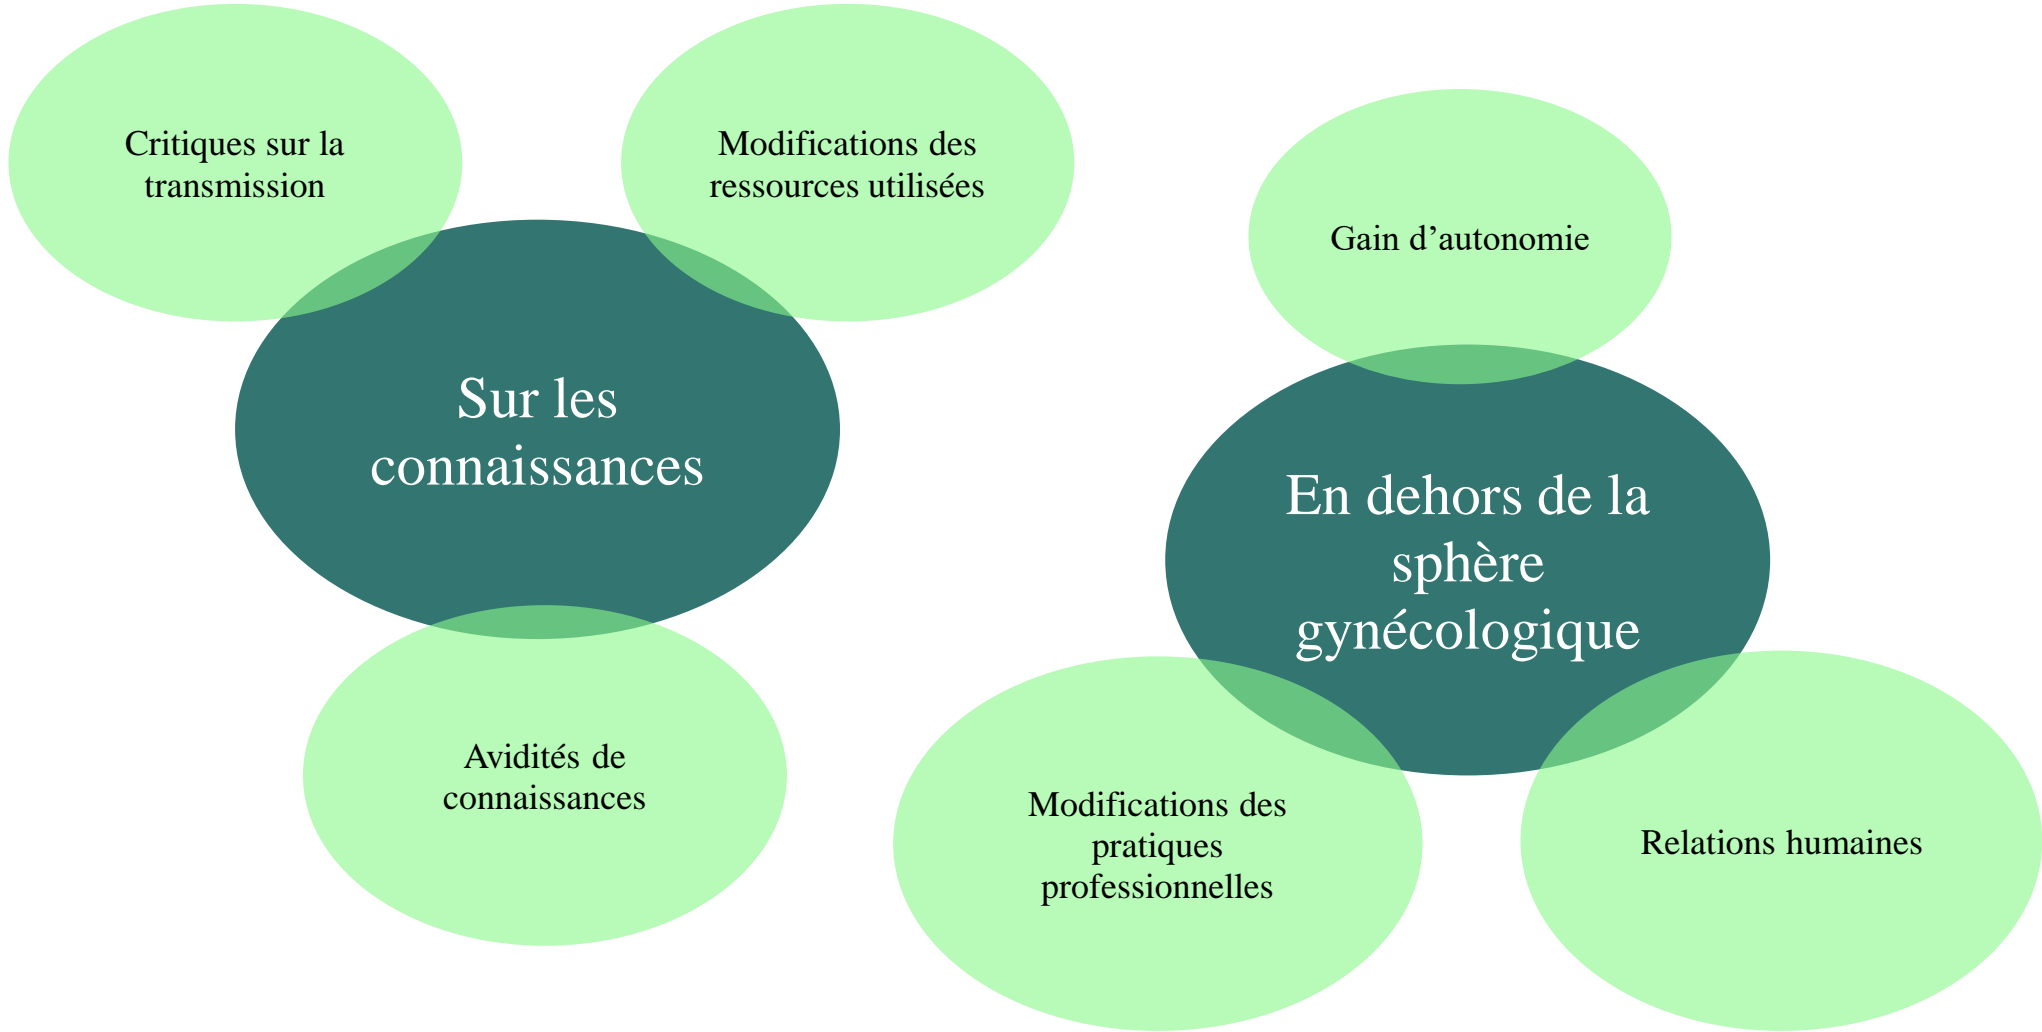 Critiques sur la
transmission
Modifications des
ressources utilisées
Sur les
connaissances
Avidités de
connaissances
Gain d’autonomie
En dehors de la
sphère
gynécologique
Modifications des
pratiques
professionnelles
Relations humaines